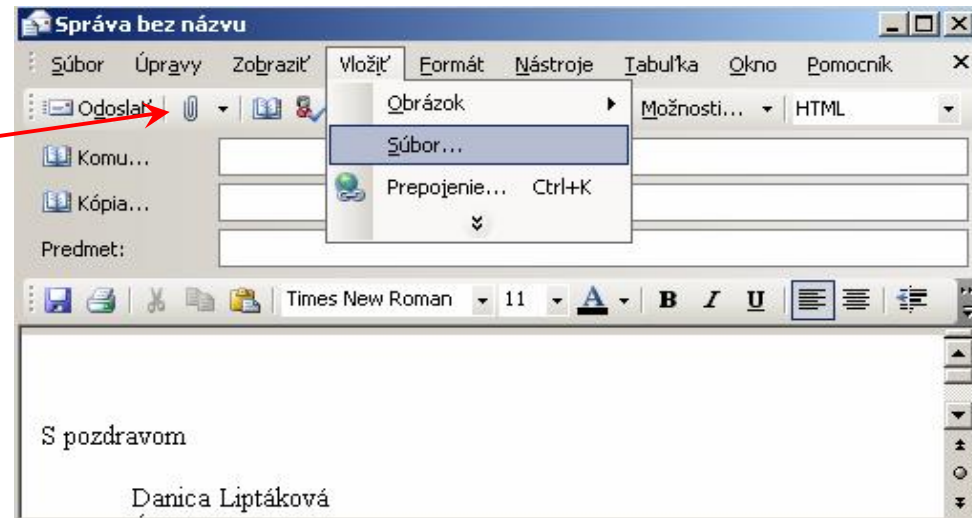 Správa bez názvu
Súbor Úpravy Zobraziť Vložiť Formát Nástroje Tabuľka Okno Pomocník
Odoslať Možnosti... HTML
Obrázok
Súbor...
Prepojenie... Ctrl+K
Komu...
Kópia...
Predmet:
Times New Roman 11 A B I U
S pozdravom
Danica Liptáková